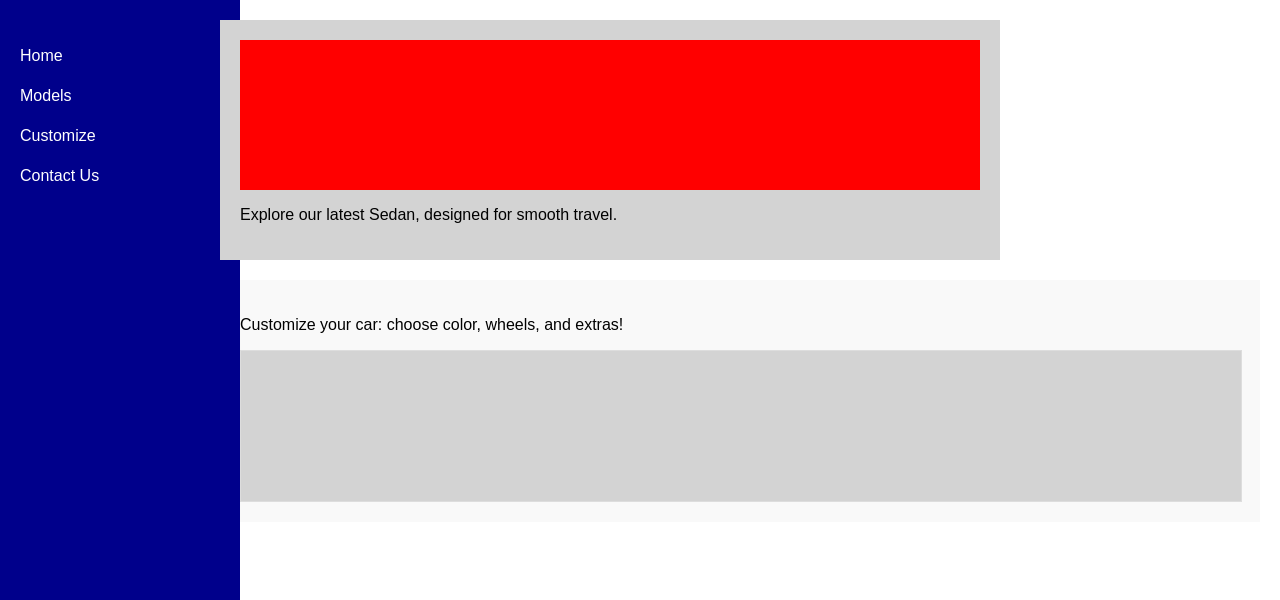 Home
Models
Customize
Contact Us
Explore our latest Sedan, designed for smooth travel.
Customize your car: choose color, wheels, and extras!